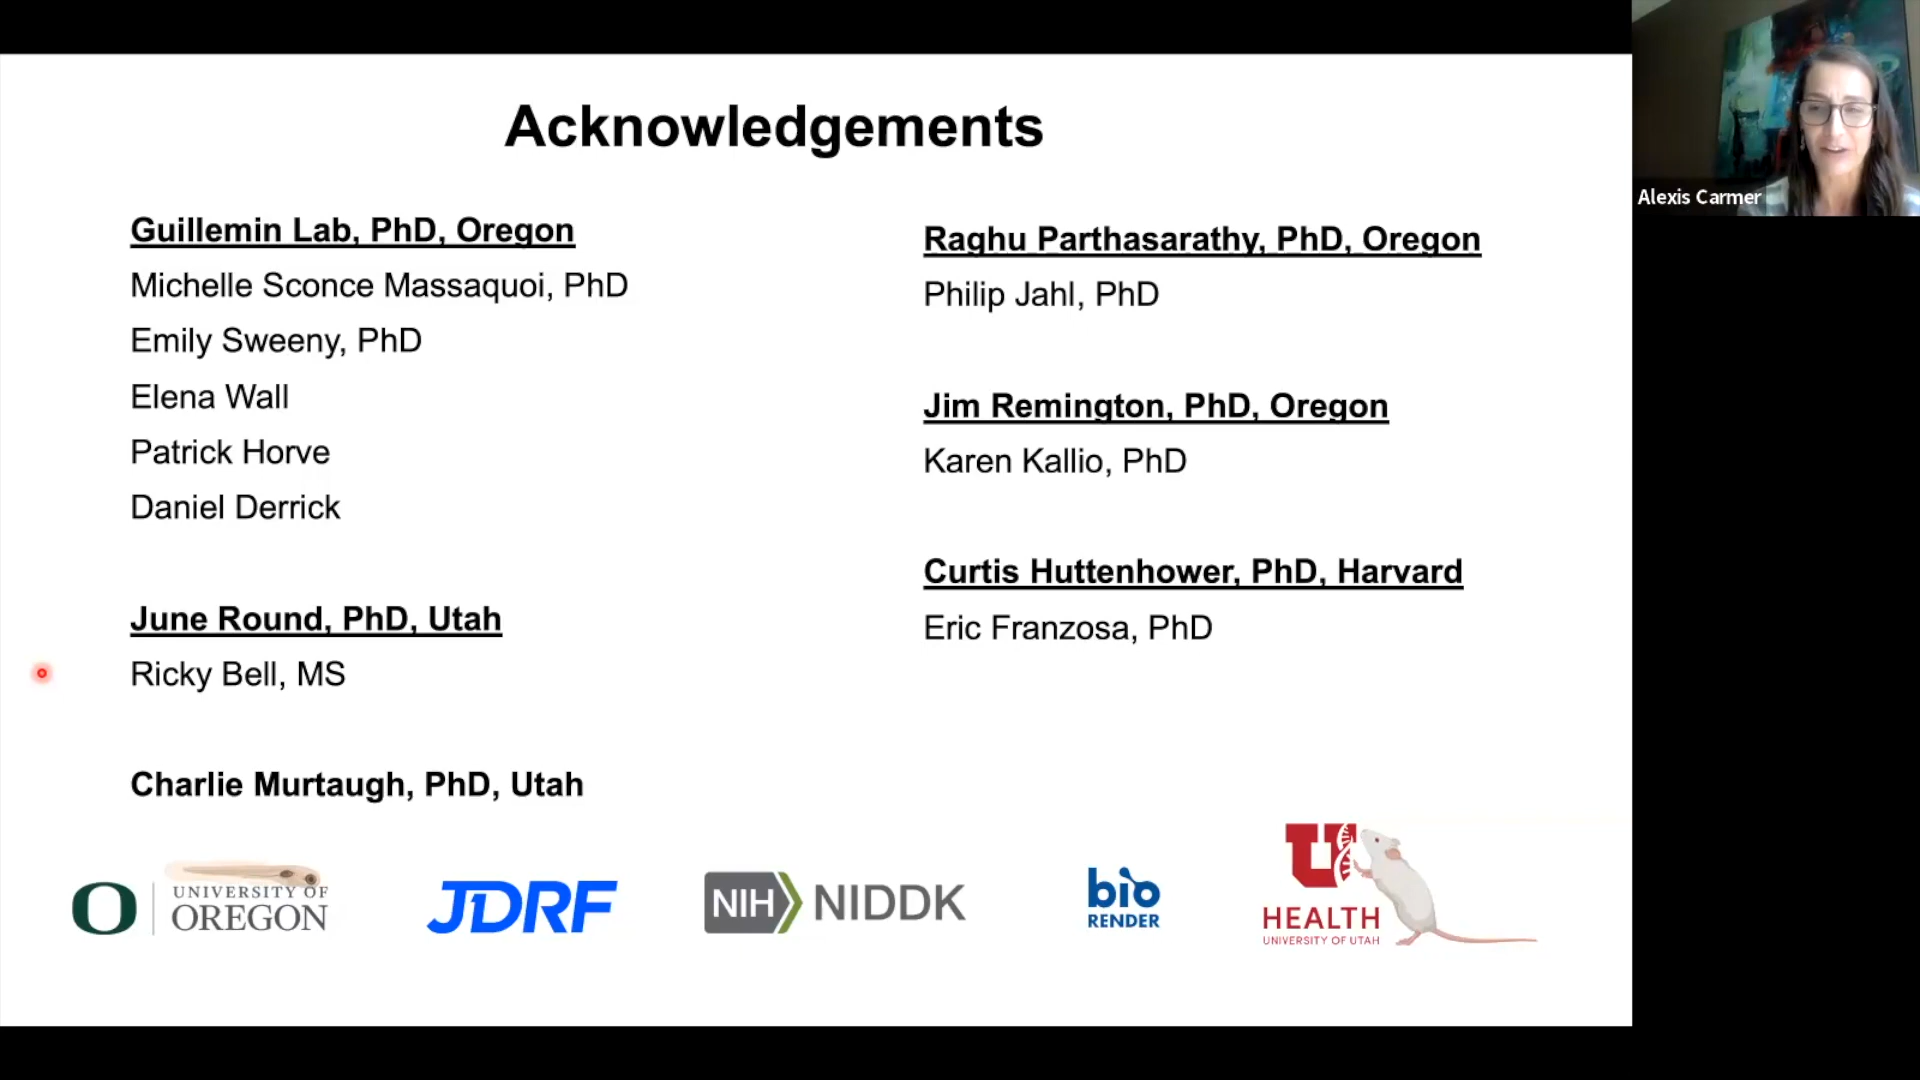 Acknowledgements
Guillemin Lab, PhD, Oregon
Michelle Sconce Massaquoi, PhD
Emily Sweeny, PhD
Elena Wall
Patrick Horve
Daniel Derrick
June Round, PhD, Utah
Ricky Bell, MS
Charlie Murtaugh, PhD, Utah
Raghu Parthasarathy, PhD, Oregon
Philip Jahl, PhD
Jim Remington, PhD, Oregon
Karen Kallio, PhD
Curtis Huttenhower, PhD, Harvard
Eric Franzosa, PhD
O
UNIVERSITY OF
OREGON
JDRF
NIH NIDDK
bio
RENDER
U
HEALTH
UNIVERSITY OF UTAH
Alexis Carmer